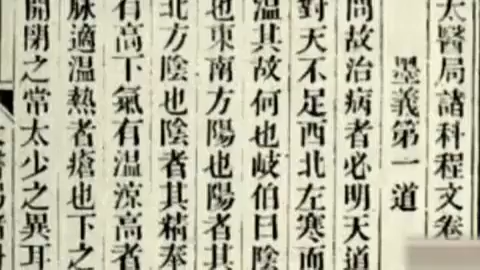 太醫局諸科程文卷
墨義第一道
問故治病者必明天道
對天不足西北左寒而
溫其故何也岐伯曰陰
也東南方陽也陽者其
北方陰也陰者其精奉
有高下氣有溫涼高者
適溫熱者瘡也下之
開閉之常太少之異耳